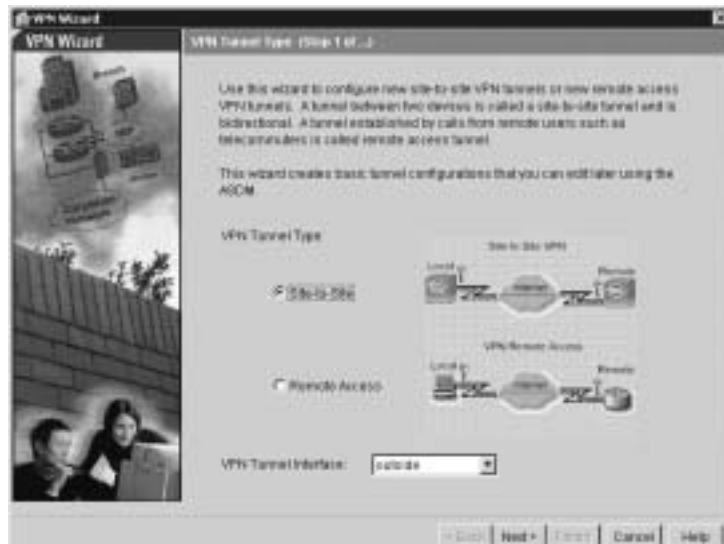 VPN Wizard
VPN Wizard
VPN Tunnel Type (Step 1 of ...)
Use this wizard to configure new site-to-site VPN tunnels or new remote access
VPN tunnels. A tunnel between two devices is called a site-to-site tunnel and is
bidirectional. A tunnel established by calls from remote users such as
telecommuters is called remote access tunnel.
This wizard creates basic tunnel configurations that you can edit later using the
ASDM.
Branch
Corporate
Network
VPN Tunnel Type:
Site-to-Site
Site to Site VPN
Local
Remote
Remote Access
VPN Remote Access
Local
Remote
VPN Tunnel Interface:
outside
< Back
Next >
Finish
Cancel
Help